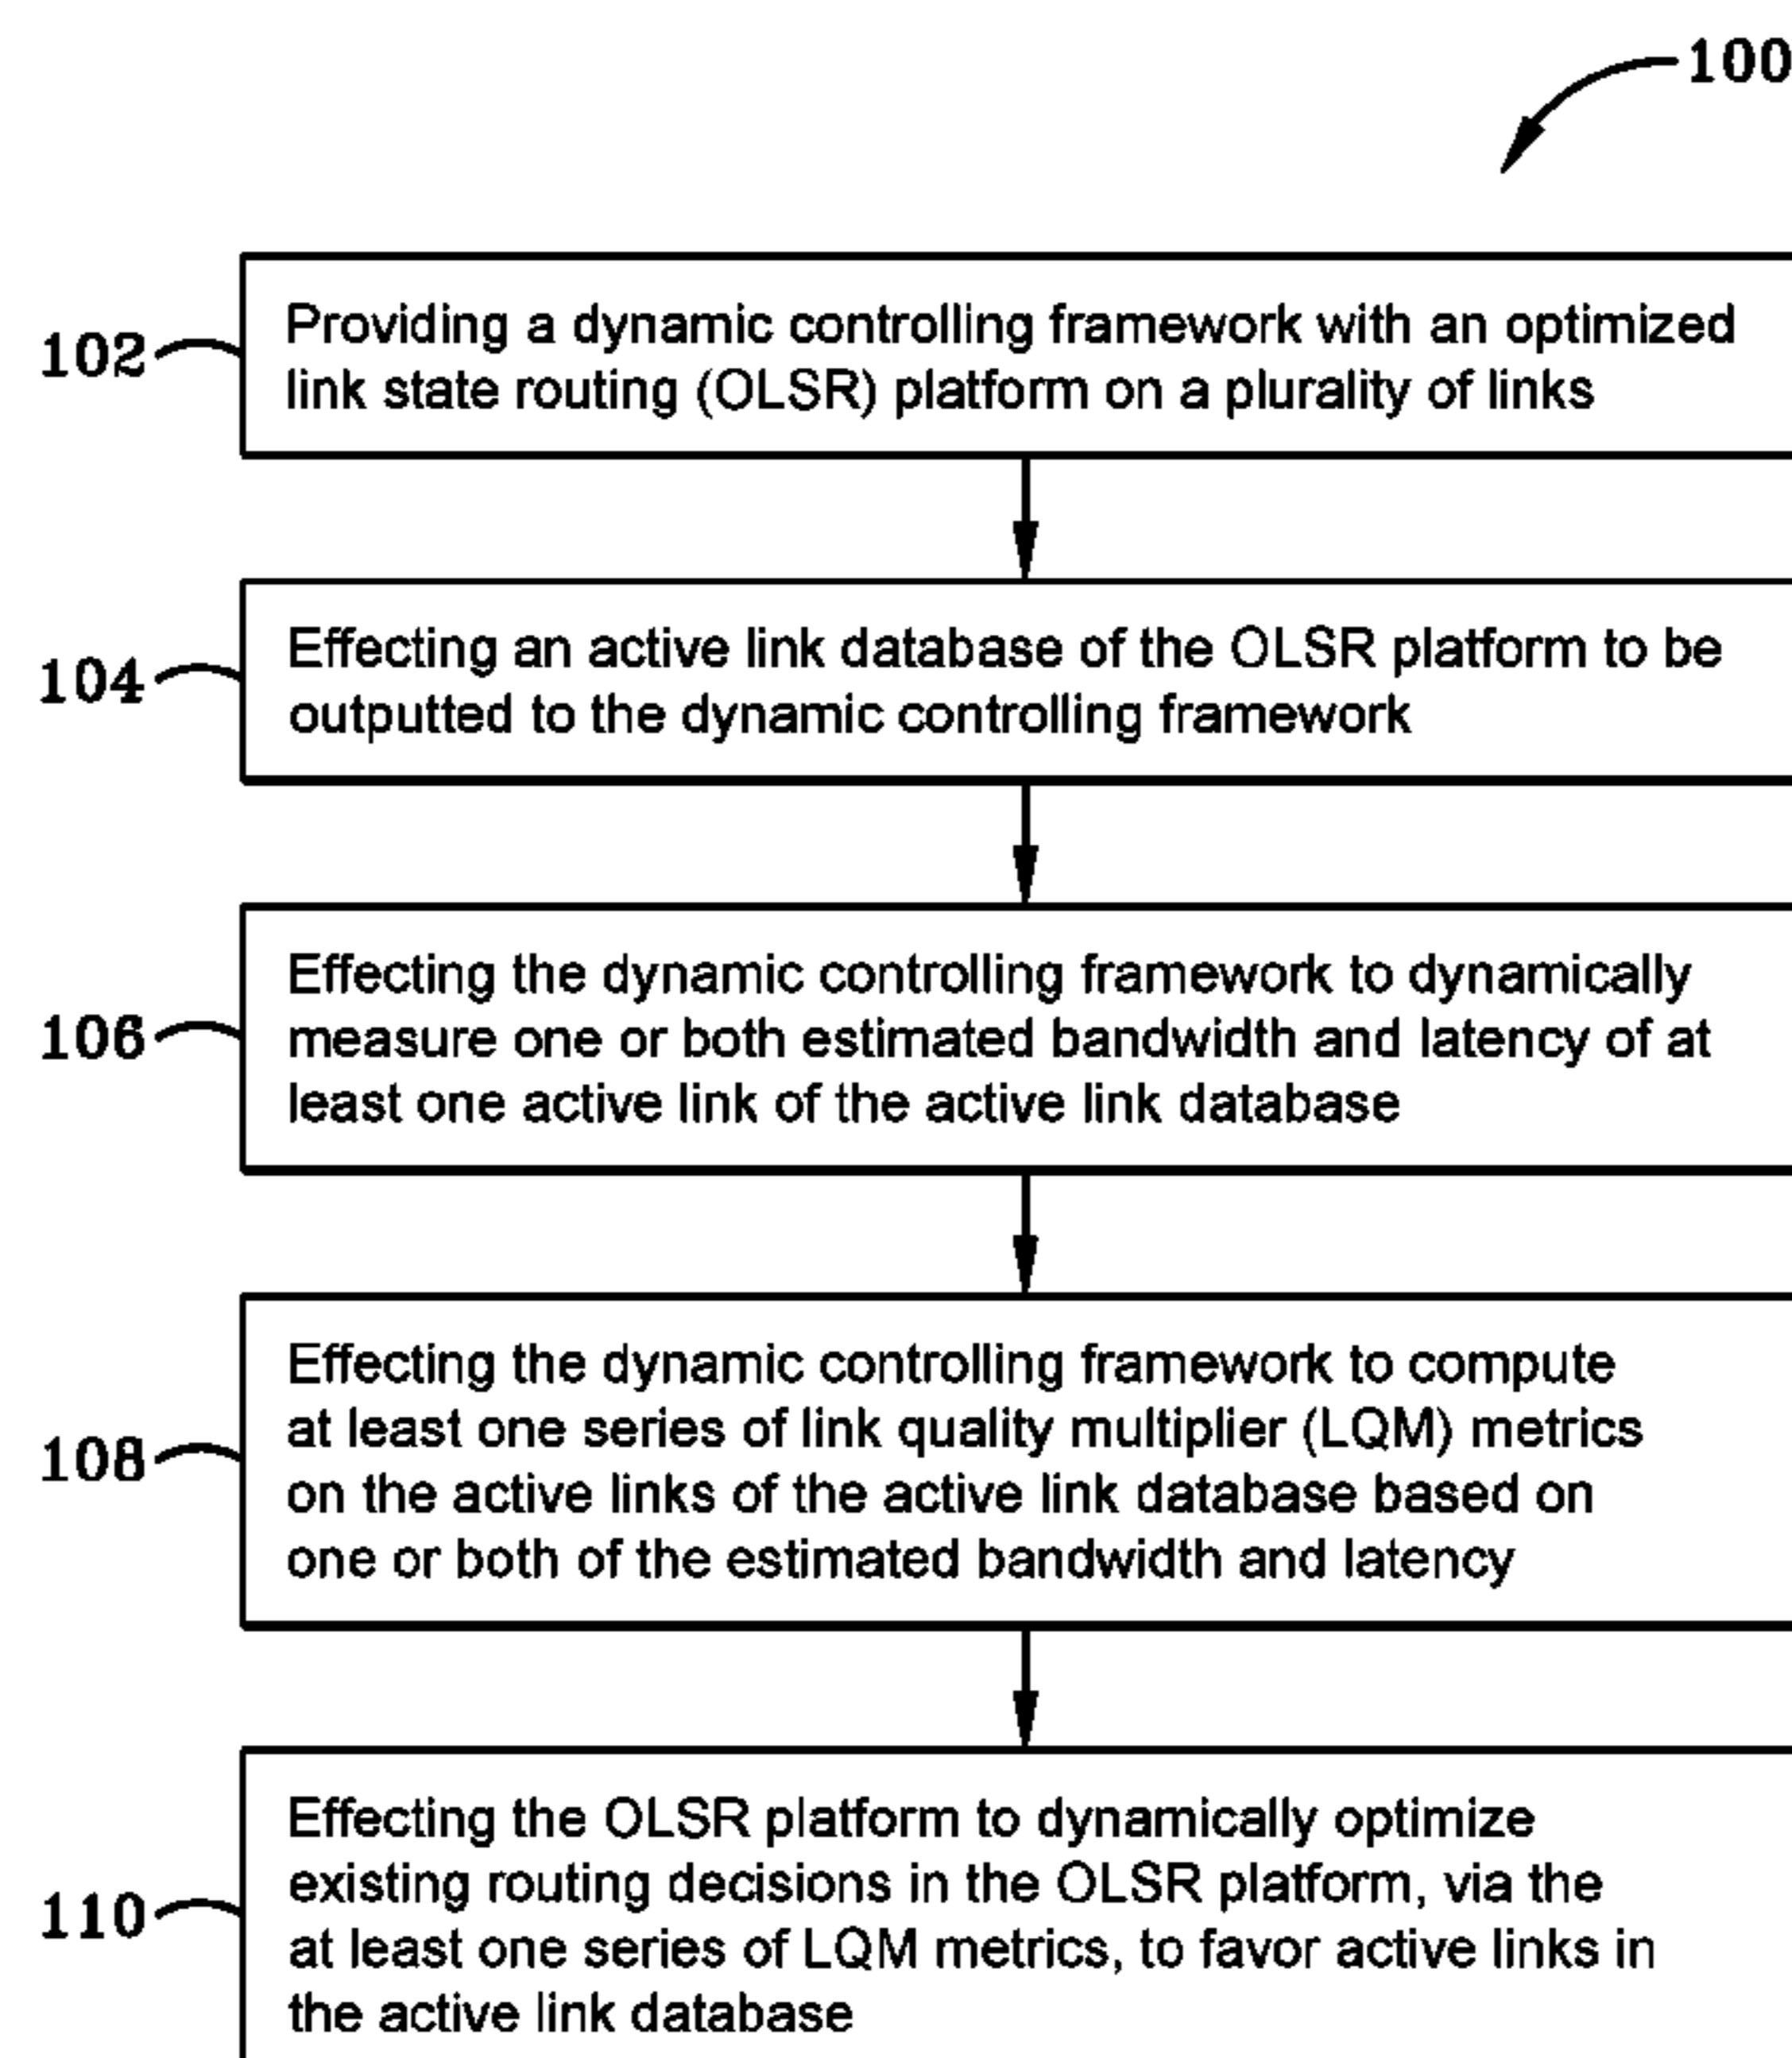 100
102
Providing a dynamic controlling framework with an optimized
link state routing (OLSR) platform on a plurality of links
104
Effecting an active link database of the OLSR platform to be
outputted to the dynamic controlling framework
106
Effecting the dynamic controlling framework to dynamically
measure one or both estimated bandwidth and latency of at
least one active link of the active link database
108
Effecting the dynamic controlling framework to compute
at least one series of link quality multiplier (LQM) metrics
on the active links of the active link database based on
one or both of the estimated bandwidth and latency
110
Effecting the OLSR platform to dynamically optimize
existing routing decisions in the OLSR platform, via the
at least one series of LQM metrics, to favor active links in
the active link database